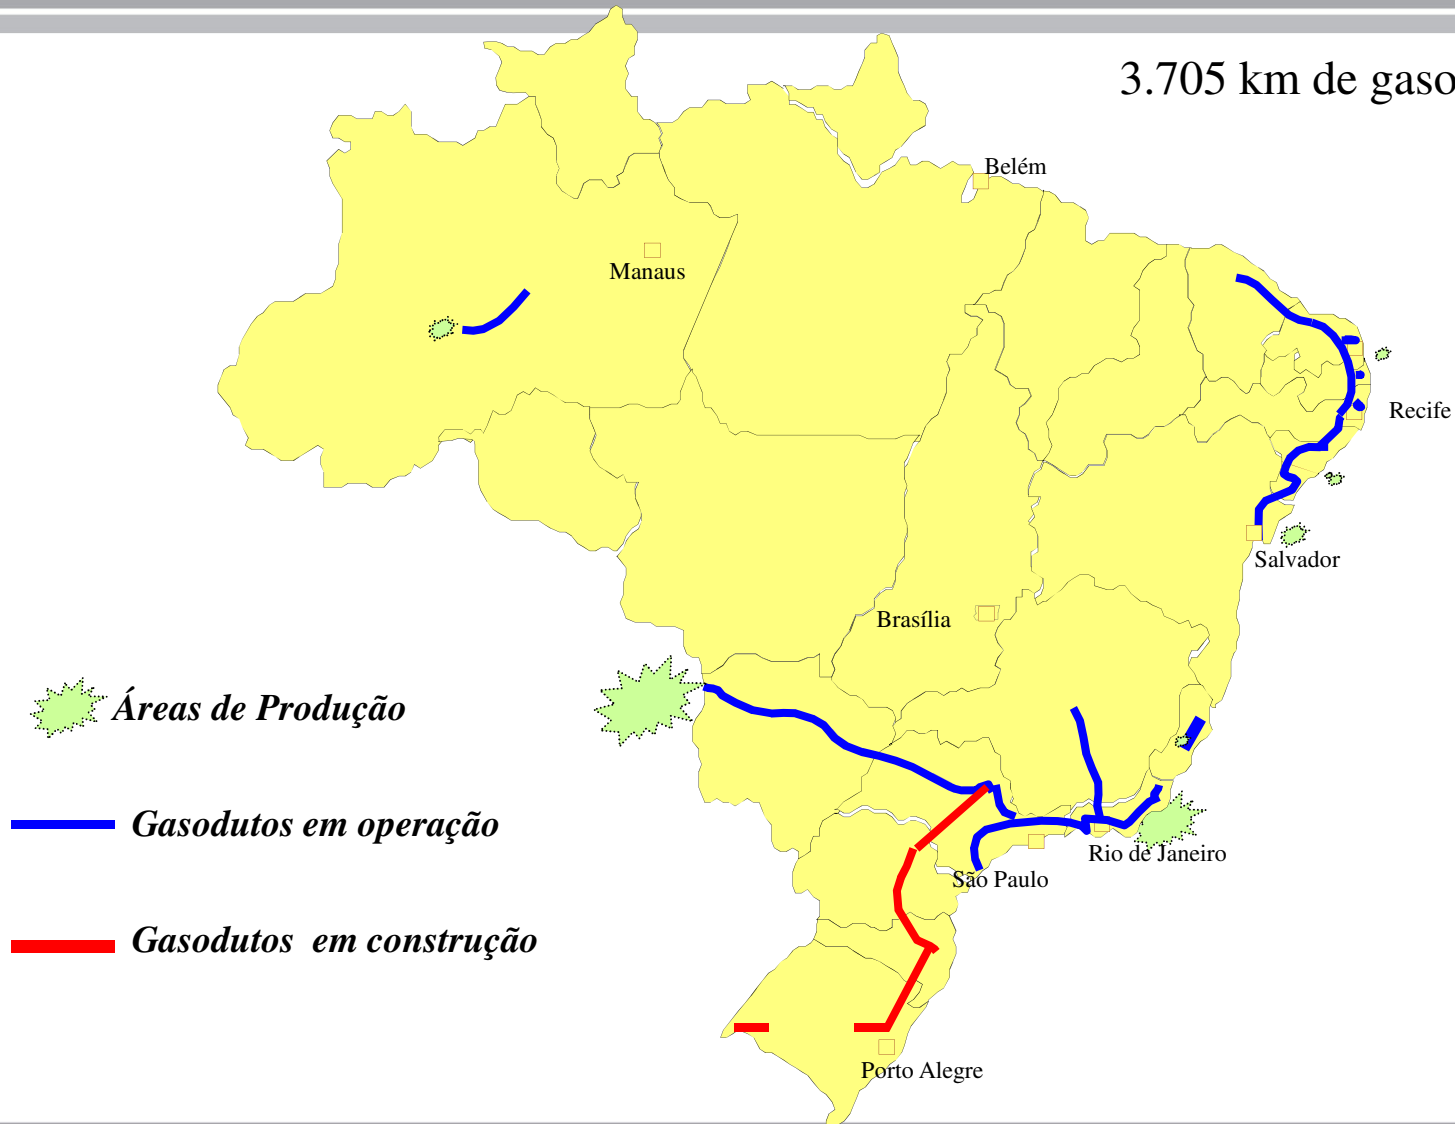 3.705 km de gaso
Belém
Manaus
Recife
Salvador
Brasília
Áreas de Produção
Gasodutos em operação
Rio de Janeiro
São Paulo
Gasodutos em construção
Porto Alegre